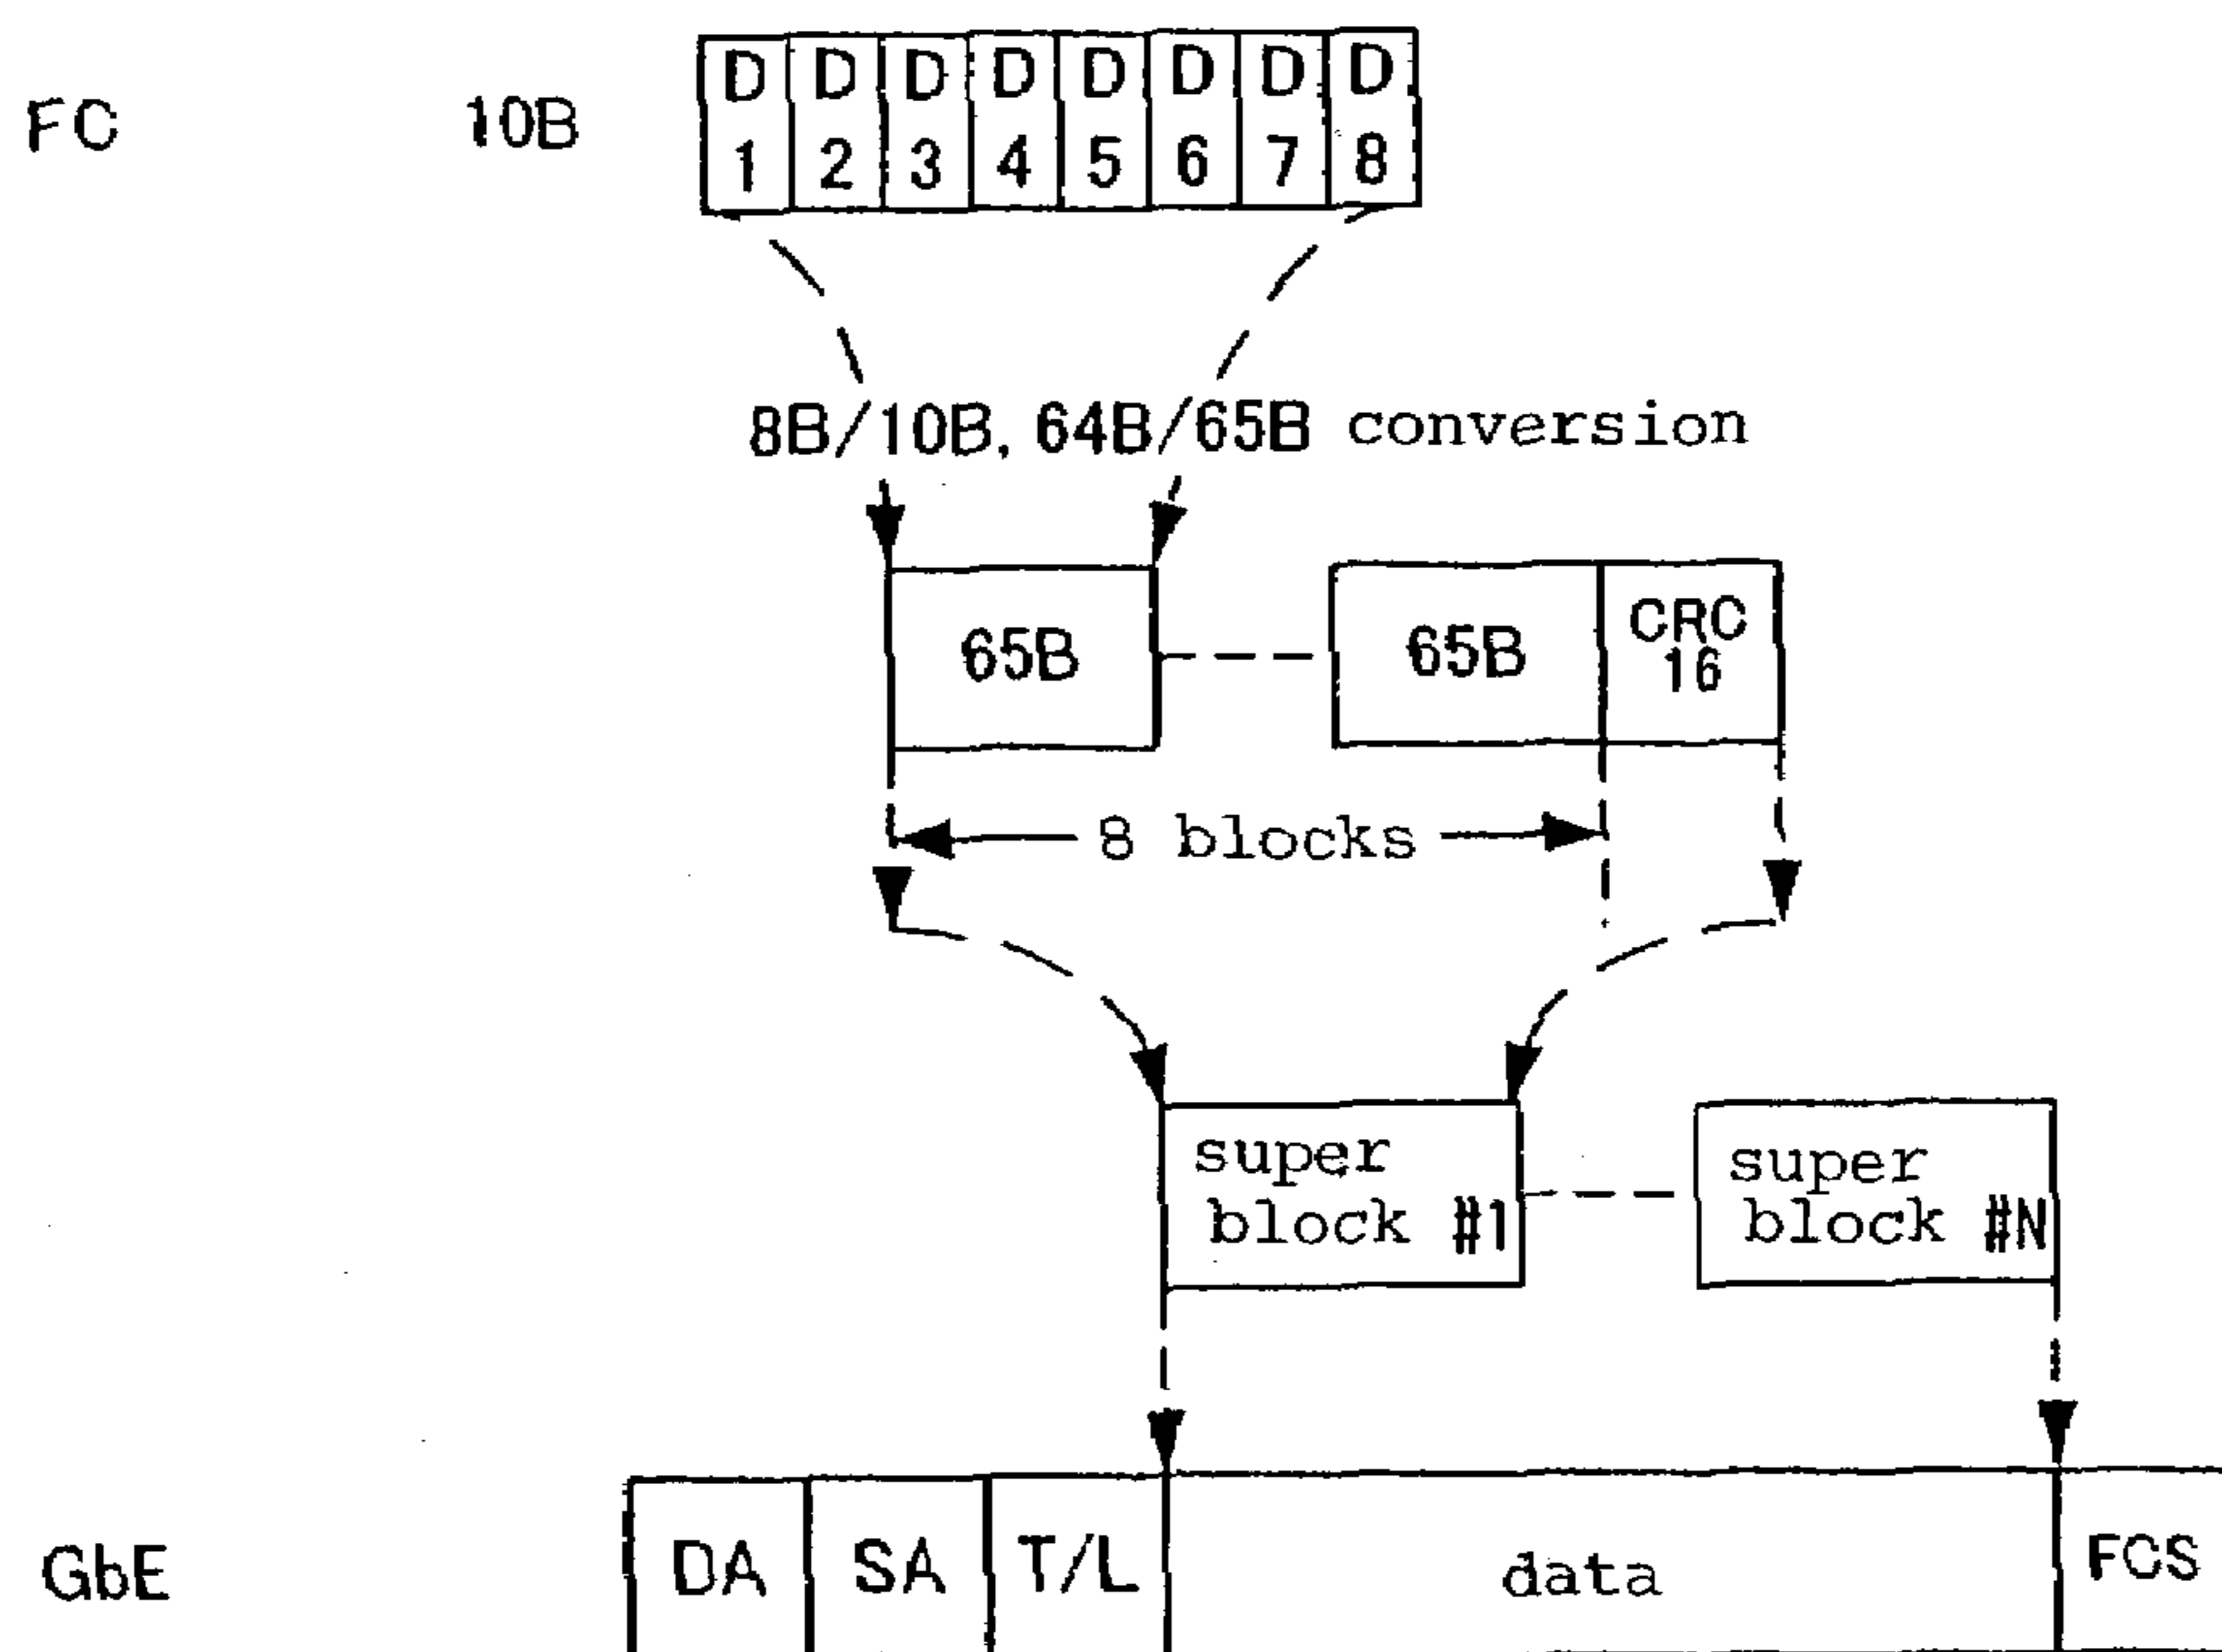 FC 10B D D D D D D D D
1 2 3 4 5 6 7 8
8B/10B, 64B/65B conversion
65B 65B CRC
16
8 blocks
super super
block #1 block #N
GbE DA SA T/L data FCS